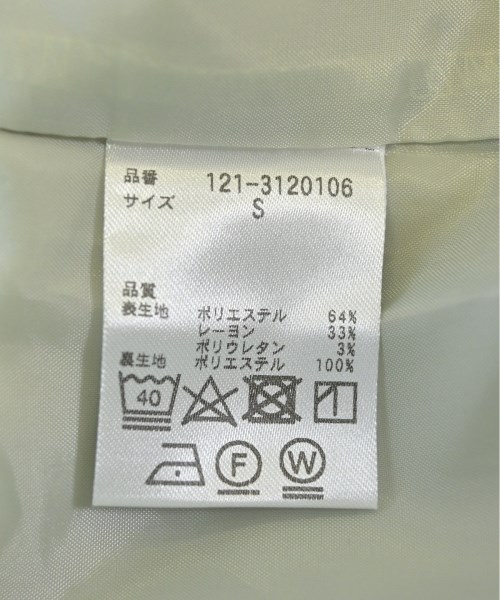 品番 121-3120106
サイズ S
品質
表生地 ポリエステル 64%
レーヨン 33%
ポリウレタン 3%
裏生地 ポリエステル 100%
40
F W